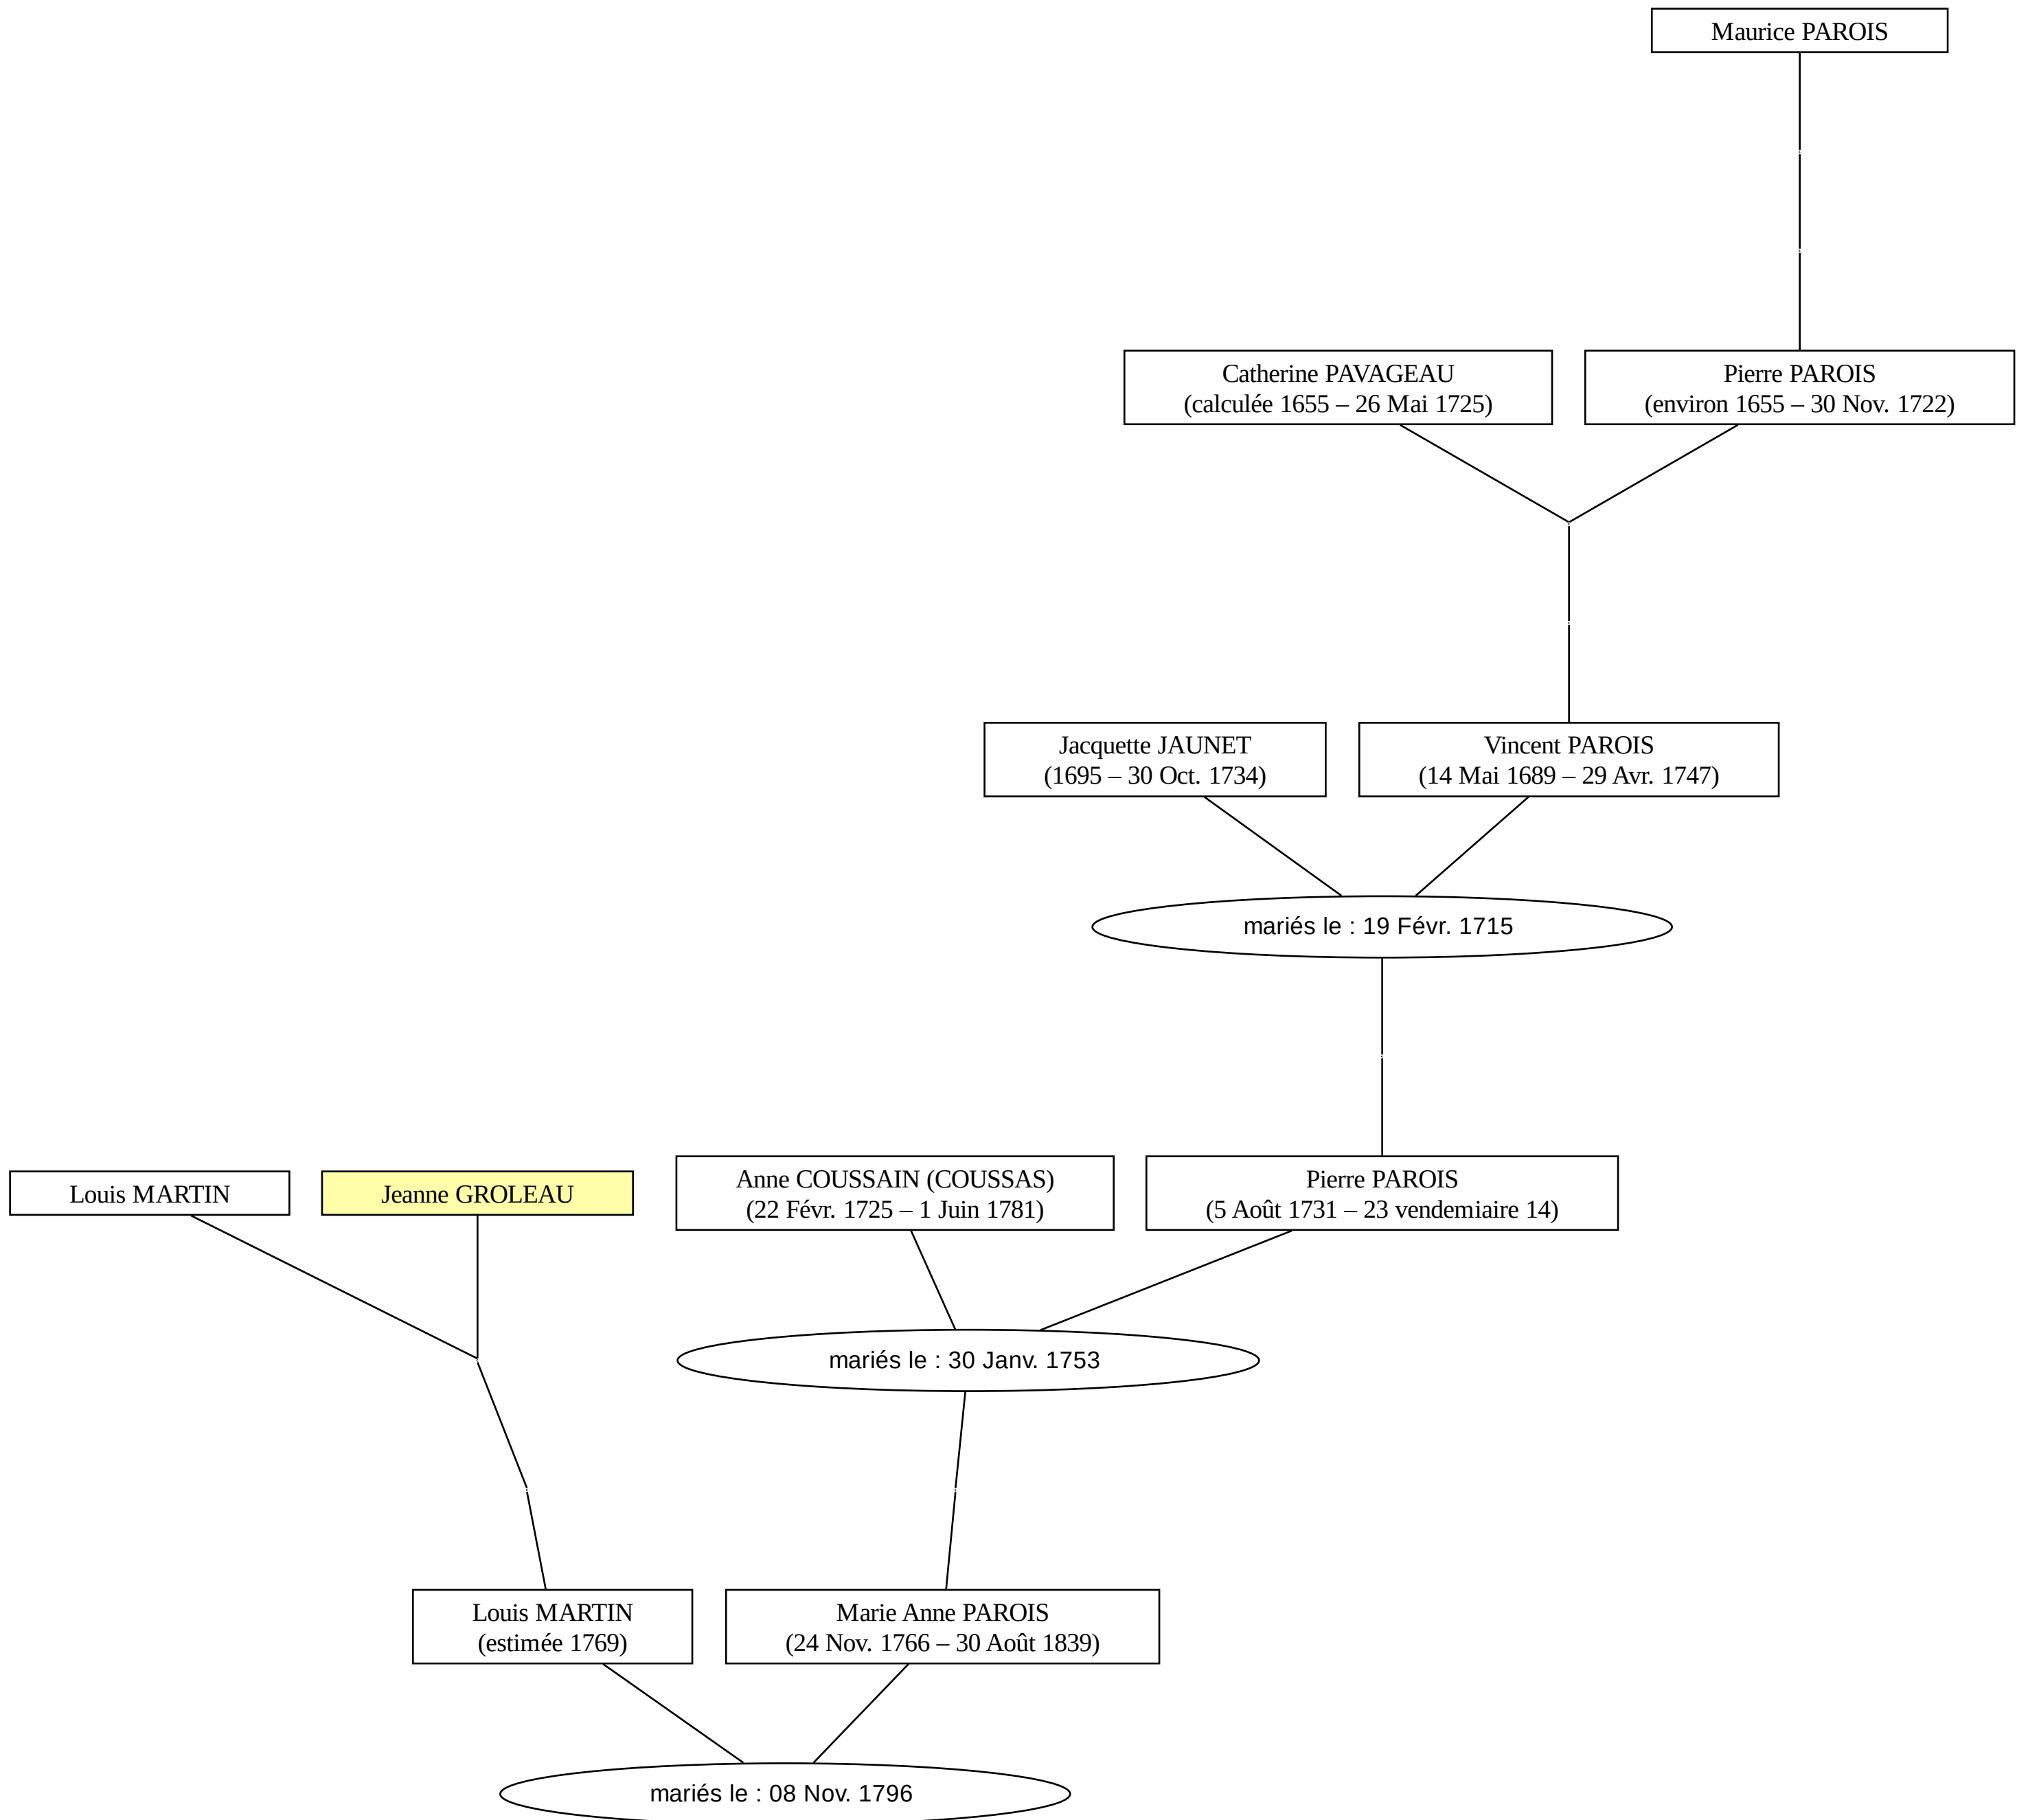 Maurice PAROIS
Catherine PAVAGEAU
(calculée 1655 – 26 Mai 1725)
Pierre PAROIS
(environ 1655 – 30 Nov. 1722)
Jacquette JAUNET
(1695 – 30 Oct. 1734)
Vincent PAROIS
(14 Mai 1689 – 29 Avr. 1747)
mariés le : 19 Févr. 1715
Louis MARTIN
Jeanne GROLEAU
Anne COUSSAIN (COUSSAS)
(22 Févr. 1725 – 1 Juin 1781)
Pierre PAROIS
(5 Août 1731 – 23 vendemiaire 14)
mariés le : 30 Janv. 1753
Louis MARTIN
(estimée 1769)
Marie Anne PAROIS
(24 Nov. 1766 – 30 Août 1839)
mariés le : 08 Nov. 1796